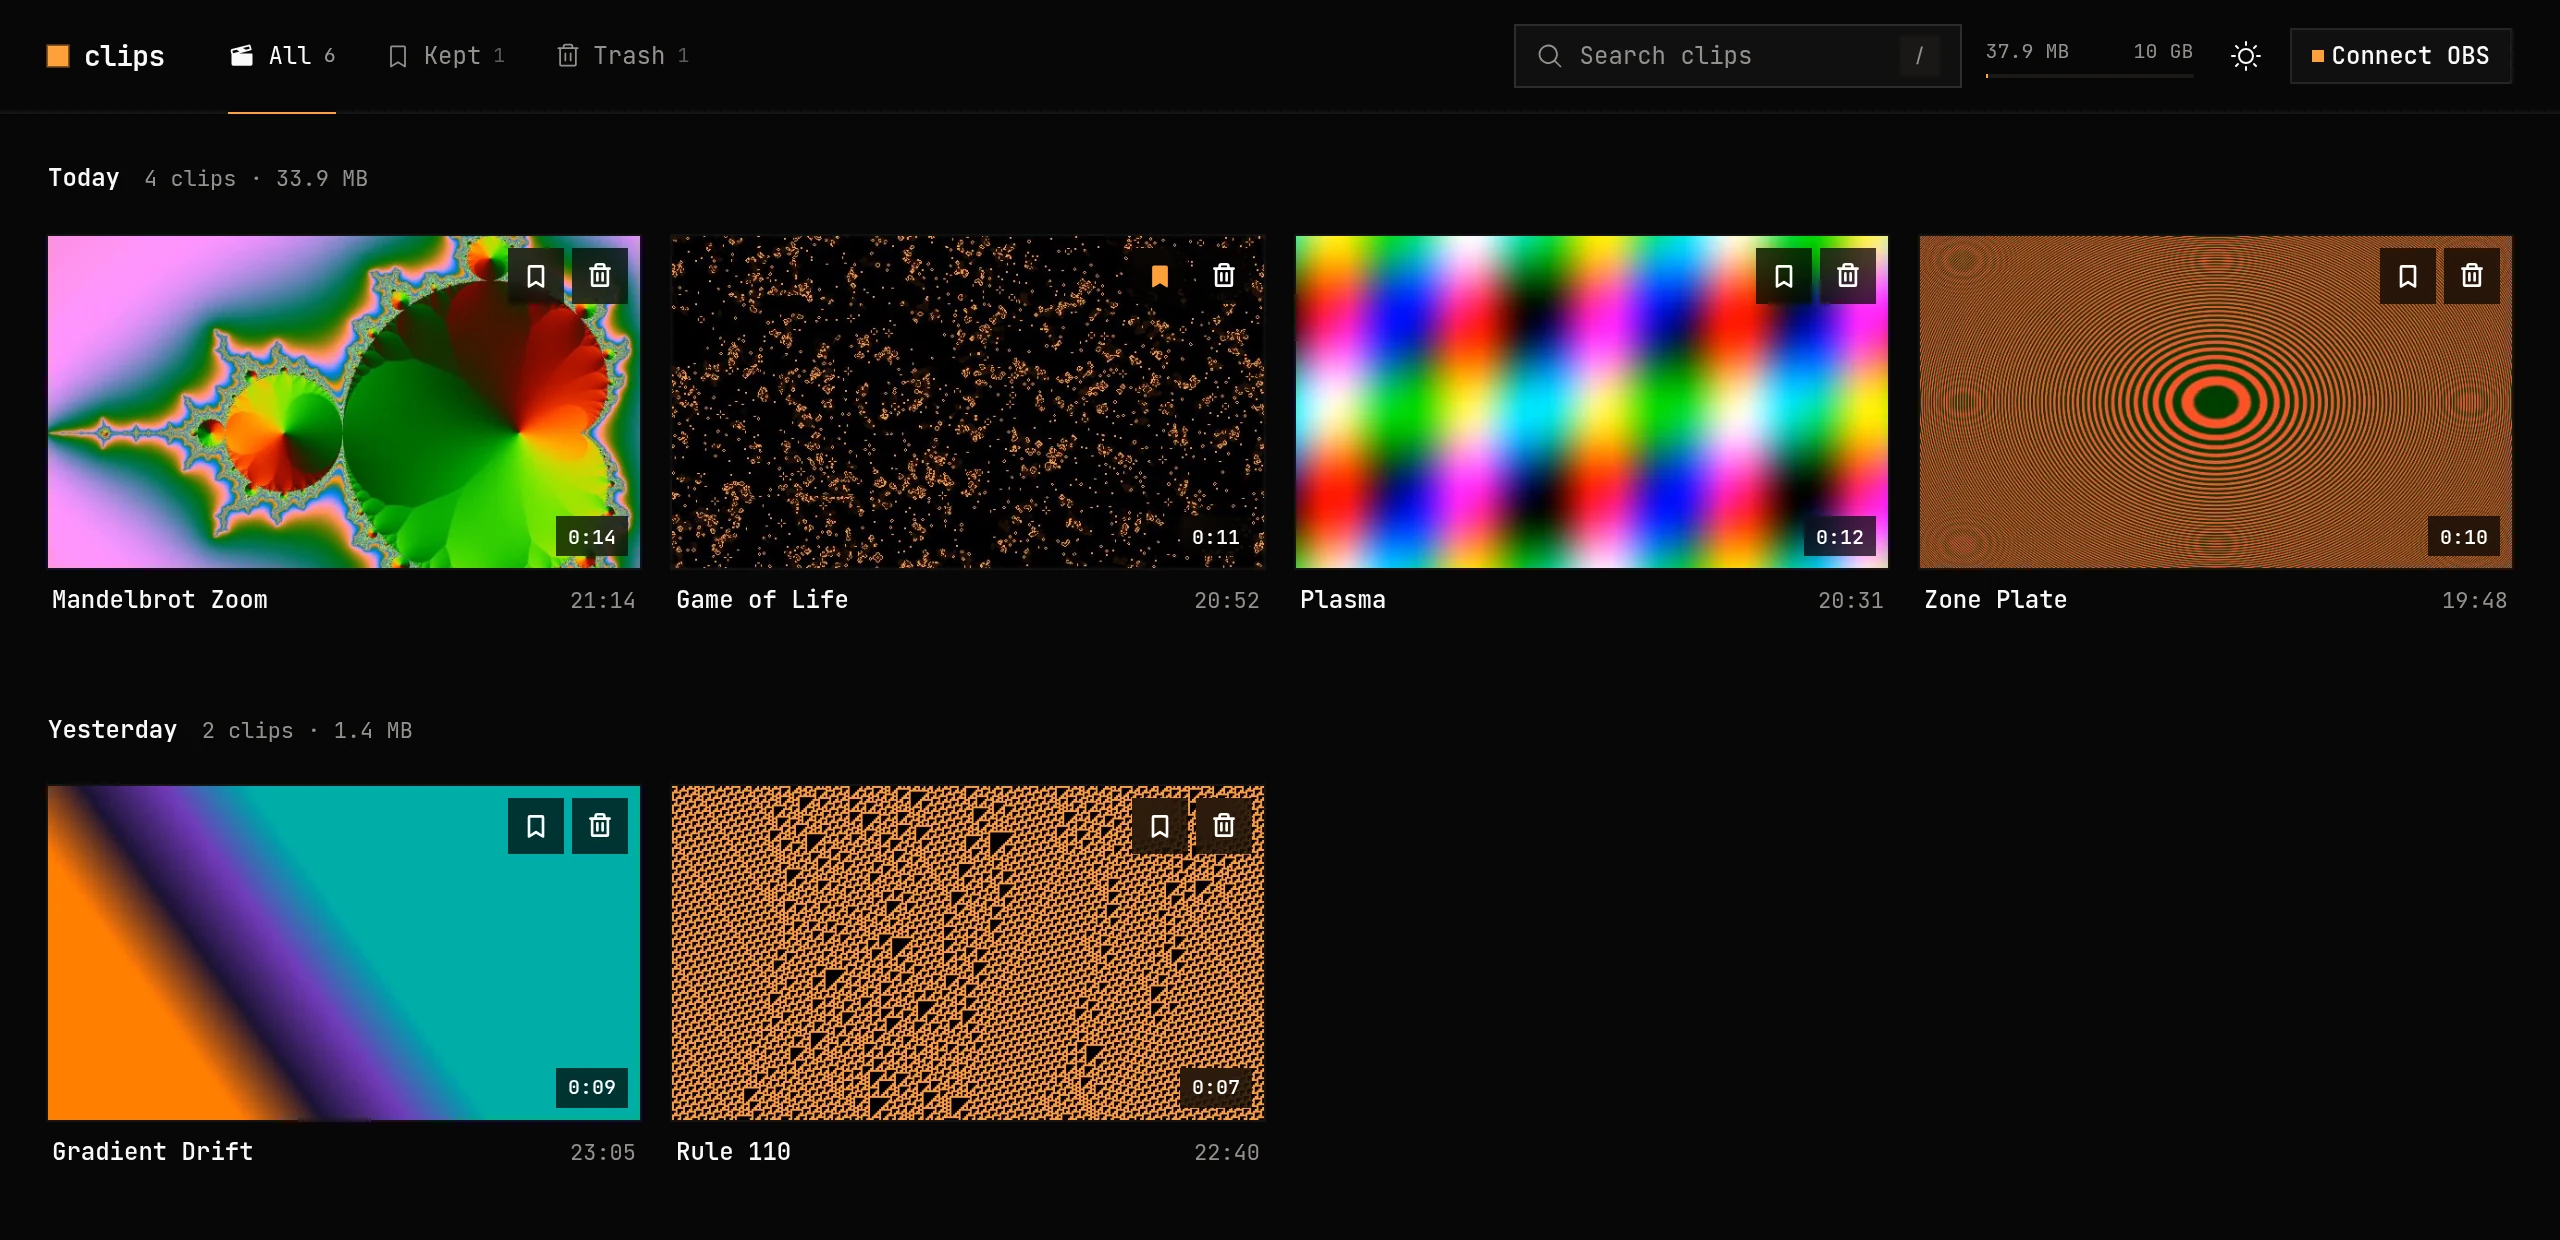 clips All 6 Kept 1 Trash 1 Search clips / 37.9 MB 10 GB Connect OBS
Today 4 clips · 33.9 MB
0:14 0:11 0:12 0:10
Mandelbrot Zoom 21:14 Game of Life 20:52 Plasma 20:31 Zone Plate 19:48
Yesterday 2 clips · 1.4 MB
0:09 0:07
Gradient Drift 23:05 Rule 110 22:40